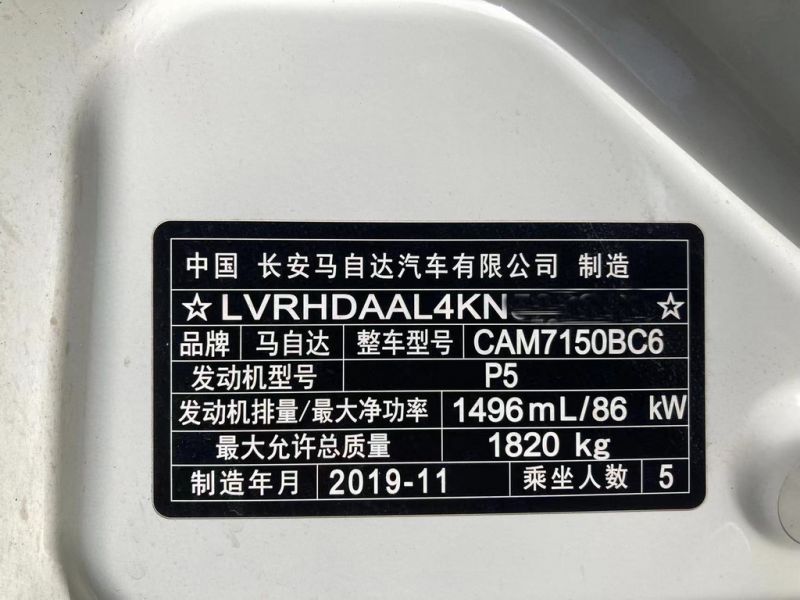 中国 长安马自达汽车有限公司 制造
☆LVRHDAAL4KN ☆
品牌 马自达 整车型号 CAM7150BC6
发动机型号 P5
发动机排量/最大净功率 1496mL/86 kW
最大允许总质量 1820 kg
制造年月 2019-11 乘坐人数 5